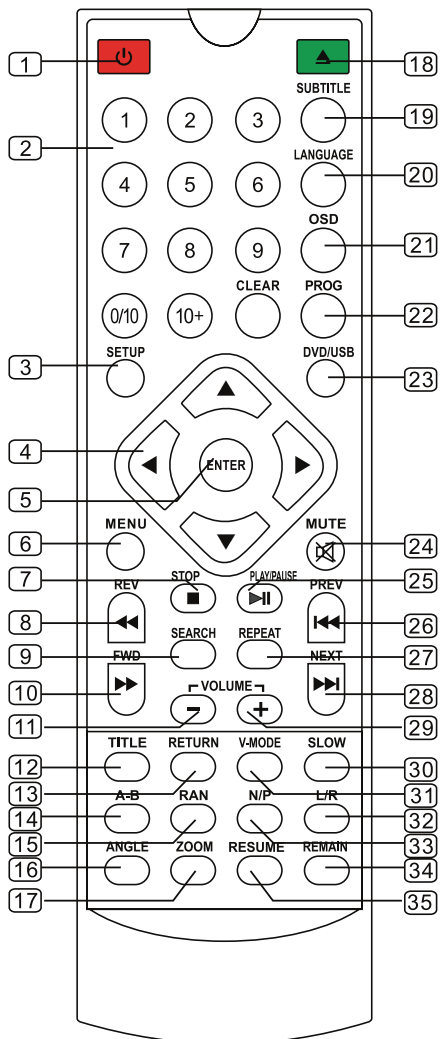 1 18
SUBTITLE
2 1 2 3 19
LANGUAGE
4 5 6 20
OSD
7 8 9 21
CLEAR PROG
0/10 10+ 22
SETUP DVD/USB
3 23
4
5 ENTER
MENU MUTE
6 24
STOP PLAY/PAUSE
7 25
REV PREV
8 26
SEARCH REPEAT
9 27
FWD NEXT
10 28
VOLUME
11 - + 29
TITLE RETURN V-MODE SLOW
12 30
13 31
A-B RAN N/P L/R
14 32
15 33
ANGLE ZOOM RESUME REMAIN
16 34
17 35